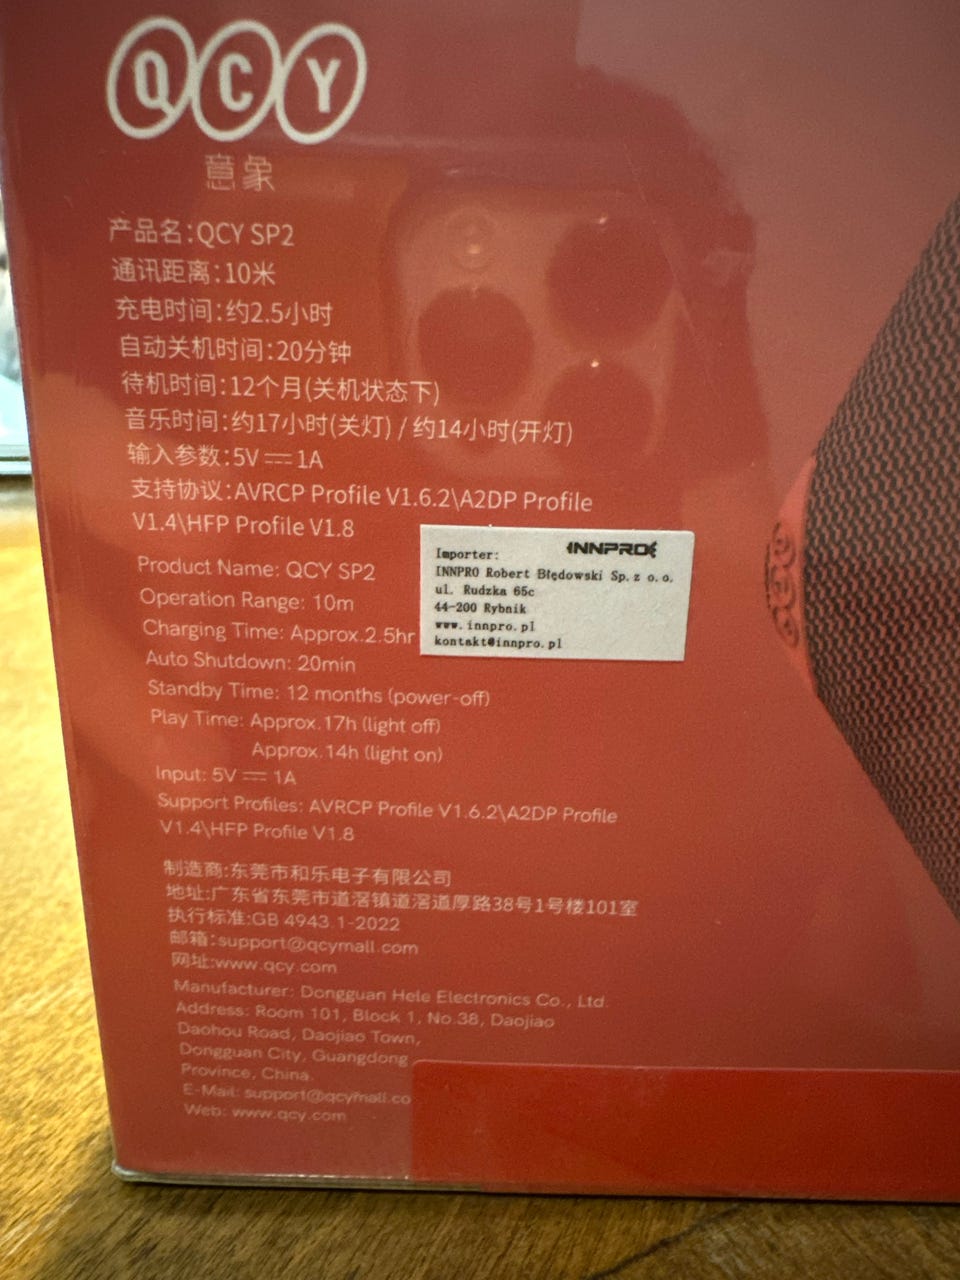 QCY
意象
产品名:QCY SP2
通讯距离:10米
充电时间:约2.5小时
自动关机时间:20分钟
待机时间:12个月(关机状态下)
音乐时间:约17小时(关灯) / 约14小时(开灯)
输入参数:5V ⎓ 1A
支持协议:AVRCP Profile V1.6.2\A2DP Profile
V1.4\HFP Profile V1.8
Product Name: QCY SP2
Operation Range: 10m
Charging Time: Approx.2.5hr
Auto Shutdown: 20min
Standby Time: 12 months (power-off)
Play Time: Approx.17h (light off)
Approx.14h (light on)
Input: 5V ⎓ 1A
Support Profiles: AVRCP Profile V1.6.2\A2DP Profile
V1.4\HFP Profile V1.8
INNPRO
Importer:
INNPRO Robert Błędowski Sp. z o.o.
ul. Rudzka 65c
44-200 Rybnik
www.innpro.pl
kontakt@innpro.pl
制造商:东莞市和乐电子有限公司
地址:广东省东莞市道滘镇道滘道厚路38号1号楼101室
执行标准:GB 4943.1-2022
邮箱:support@qcymall.com
网址:www.qcy.com
Manufacturer: Dongguan Hele Electronics Co., Ltd.
Address: Room 101, Block 1, No.38, Daojiao
Daohou Road, Daojiao Town,
Dongguan City, Guangdong
Province, China.
E-Mail: support@qcymall.co
Web: www.qcy.com
QCY